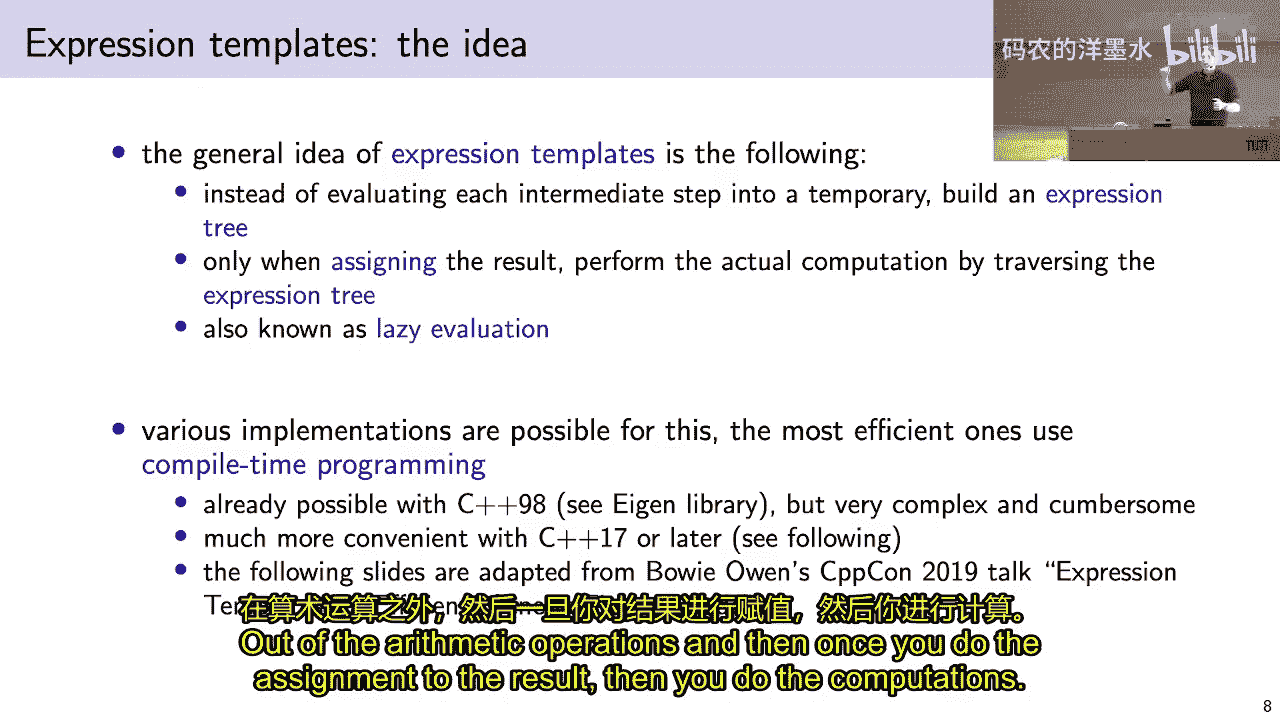 Expression templates: the idea
码农的洋墨水 bilibili
TUM
• the general idea of expression templates is the following:
• instead of evaluating each intermediate step into a temporary, build an expression
tree
• only when assigning the result, perform the actual computation by traversing the
expression tree
• also known as lazy evaluation
• various implementations are possible for this, the most efficient ones use
compile-time programming
• already possible with C++98 (see Eigen library), but very complex and cumbersome
• much more convenient with C++17 or later (see following)
• the following slides are adapted from Bowie Owen's CppCon 2019 talk “Expression
在算术运算之外，然后一旦你对结果进行赋值，然后你进行计算。
Out of the arithmetic operations and then once you do the
assignment to the result, then you do the computations.
8